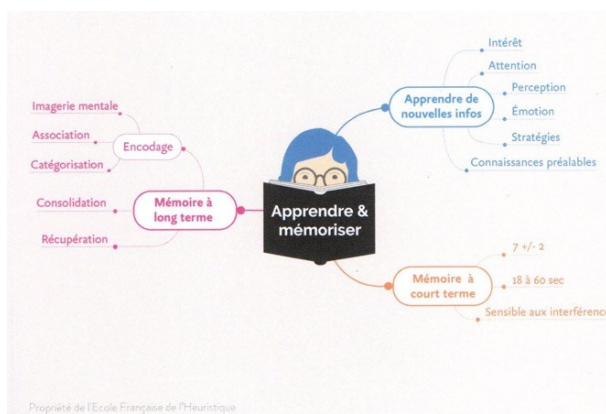 Intérêt
Attention
Perception
Émotion
Stratégies
Connaissances préalables
Apprendre de
nouvelles infos
Imagerie mentale
Association
Catégorisation
Encodage
Consolidation
Récupération
Mémoire à
long terme
Apprendre &
mémoriser
7 +/- 2
18 à 60 sec
Sensible aux interférence
Mémoire à
court terme
Propriété de l'Ecole Française de l'Heuristique